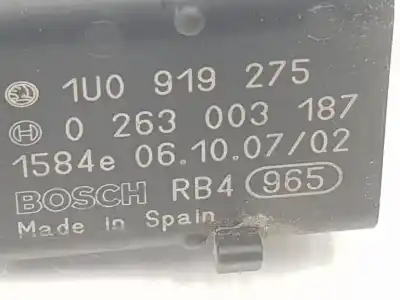 1U0 919 275
0 263 003 187
1584e 06.10.07/02
BOSCH RB4 965
Made in Spain